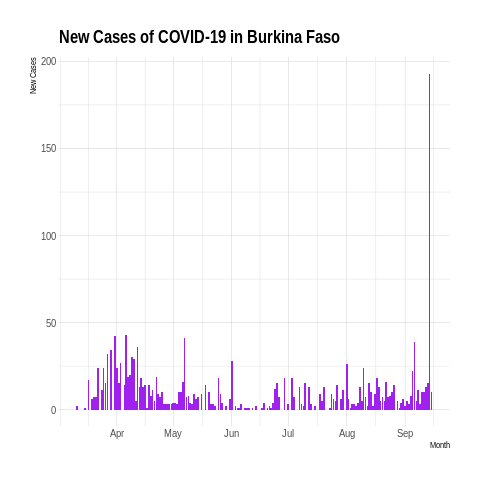 New Cases of COVID-19 in Burkina Faso
New Cases
200
150
100
50
0
Apr May Jun Jul Aug Sep
Month